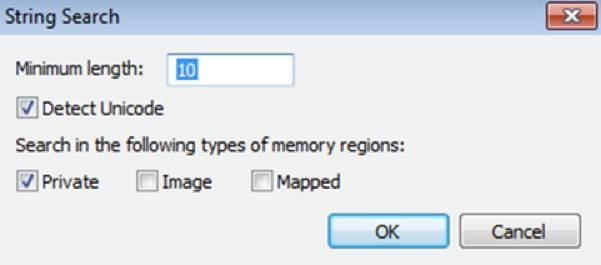 String Search
Minimum length: 10
Detect Unicode
Search in the following types of memory regions:
Private Image Mapped
OK Cancel